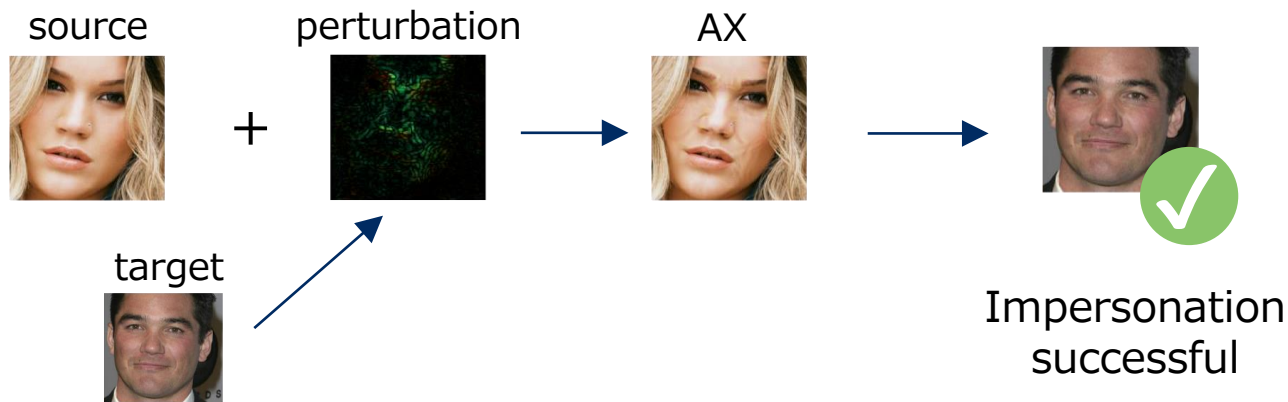 source
perturbation
AX
+
target
Impersonation
successful